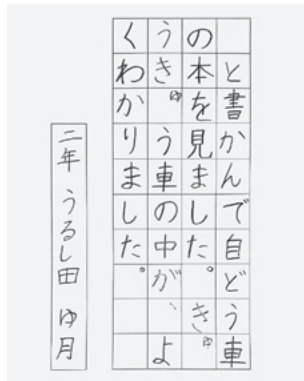 と書かんで自どう車
の本を見ました。きゅ
うきゅう車の中が、よ
くわかりました。
二年 うるし田 ゆ月